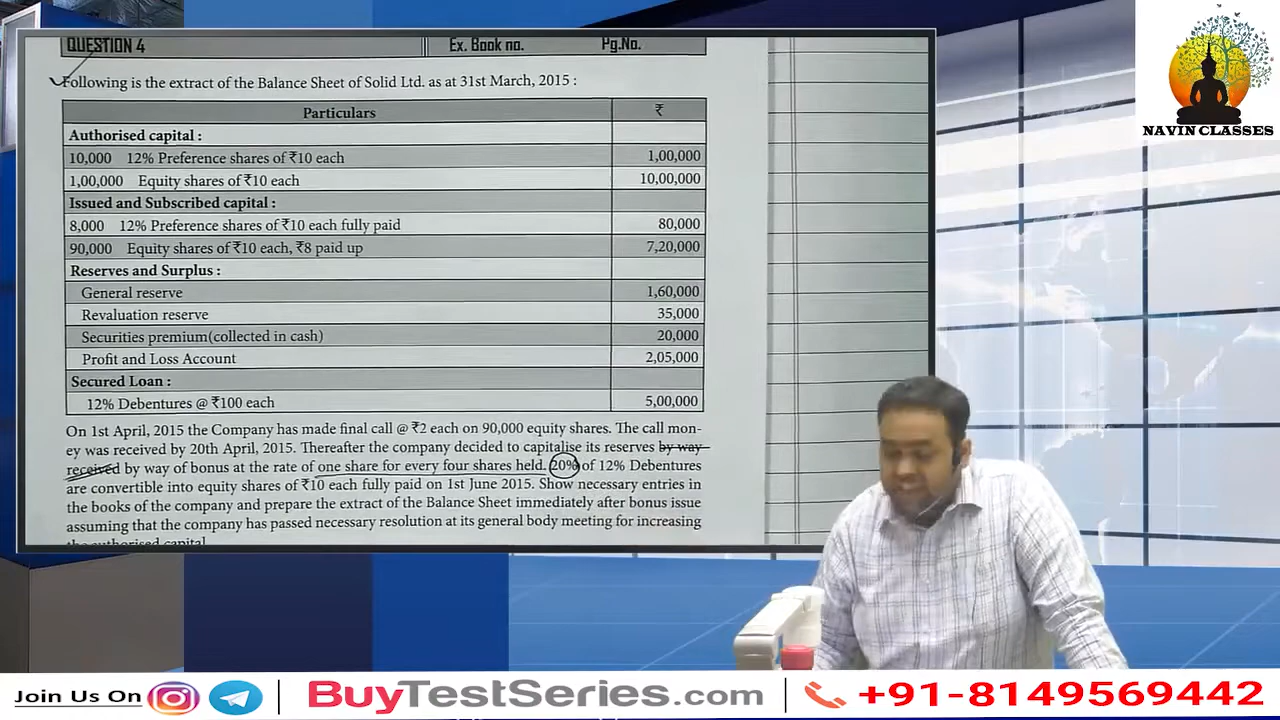 QUESTION 4 Ex. Book no. Pg.No.
Following is the extract of the Balance Sheet of Solid Ltd. as at 31st March, 2015 :
Particulars ₹
Authorised capital :
10,000 12% Preference shares of ₹10 each 1,00,000
1,00,000 Equity shares of ₹10 each 10,00,000
Issued and Subscribed capital :
8,000 12% Preference shares of ₹10 each fully paid 80,000
90,000 Equity shares of ₹10 each, ₹8 paid up 7,20,000
Reserves and Surplus :
General reserve 1,60,000
Revaluation reserve 35,000
Securities premium(collected in cash) 20,000
Profit and Loss Account 2,05,000
Secured Loan :
12% Debentures @ ₹100 each 5,00,000
On 1st April, 2015 the Company has made final call @ ₹2 each on 90,000 equity shares. The call mon-
ey was received by 20th April, 2015. Thereafter the company decided to capitalise its reserves by way
received by way of bonus at the rate of one share for every four shares held. 20% of 12% Debentures
are convertible into equity shares of ₹10 each fully paid on 1st June 2015. Show necessary entries in
the books of the company and prepare the extract of the Balance Sheet immediately after bonus issue
assuming that the company has passed necessary resolution at its general body meeting for increasing
the authorised capital.
NAVIN CLASSES
Join Us On BuyTestSeries.com +91-8149569442